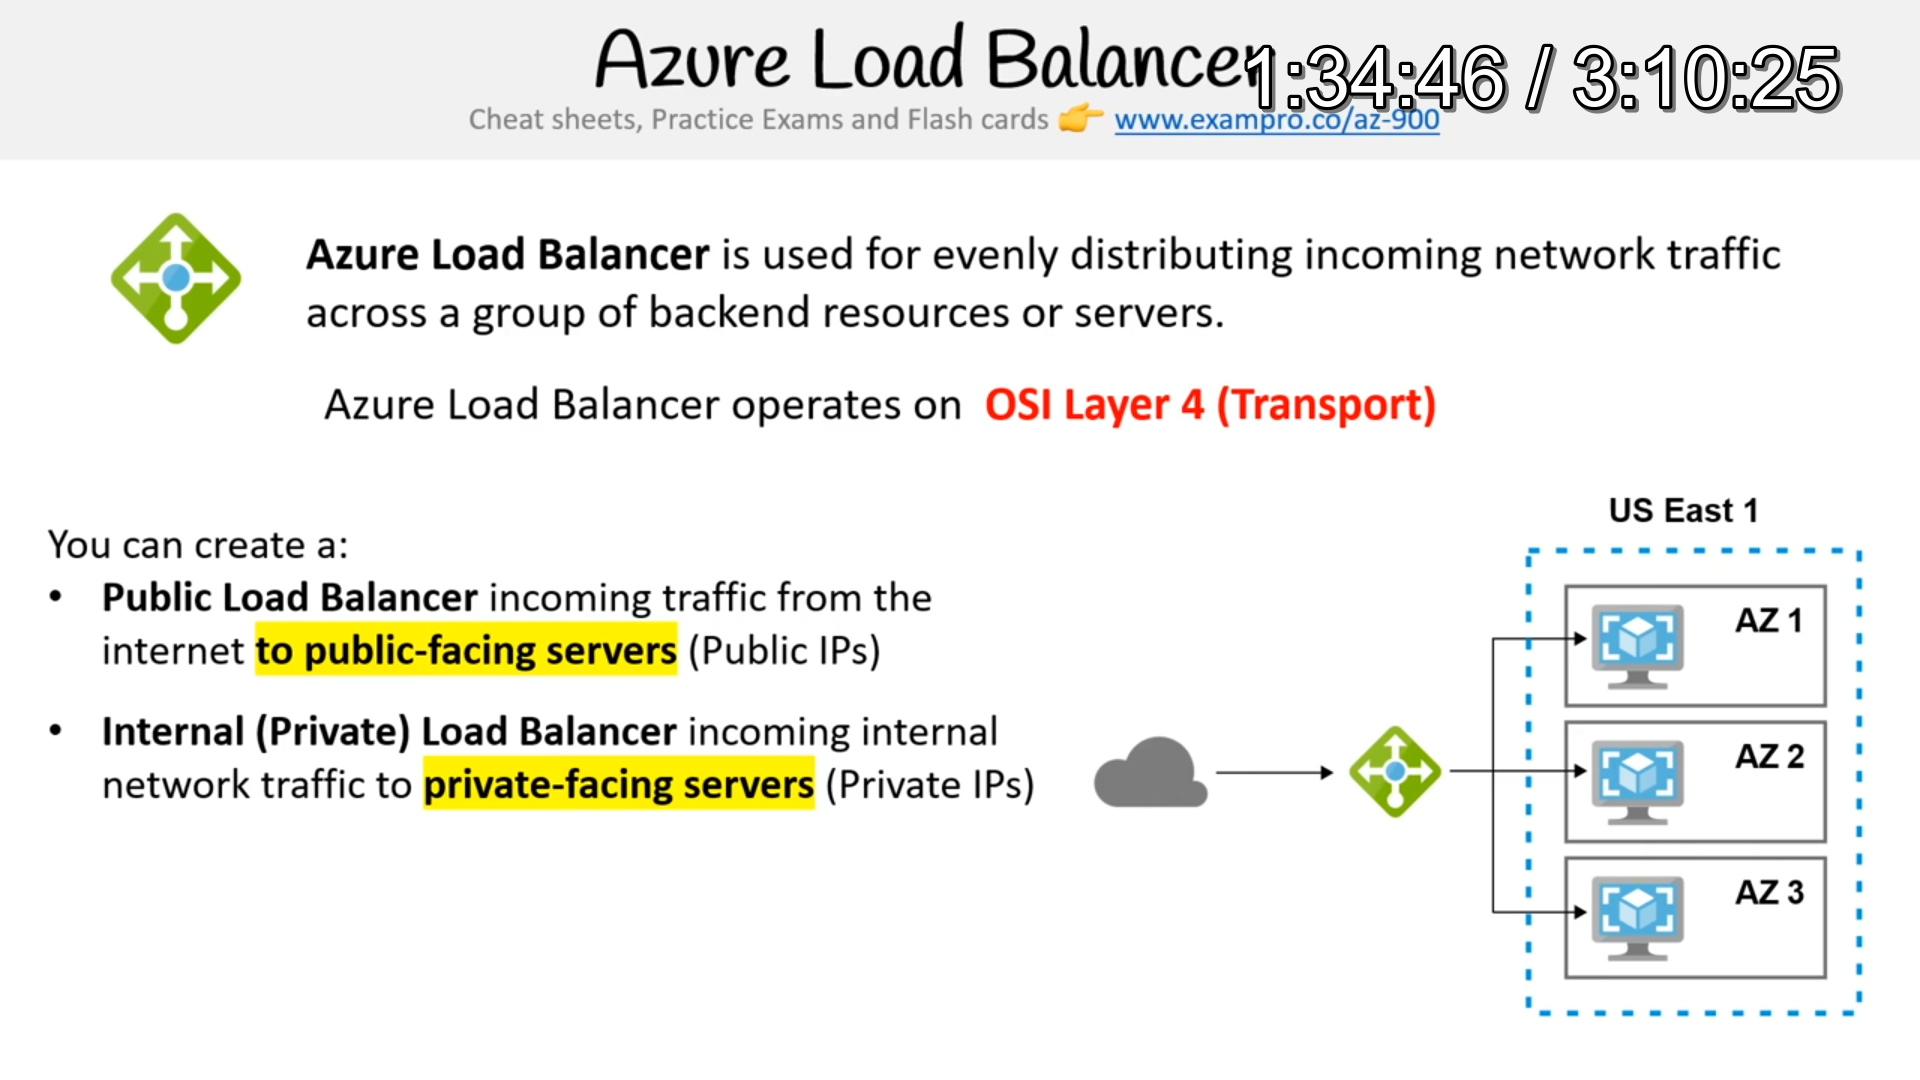 Azure Load Balancer
1:34:46 / 3:10:25
Cheat sheets, Practice Exams and Flash cards 👉 www.exampro.co/az-900
Azure Load Balancer is used for evenly distributing incoming network traffic
across a group of backend resources or servers.
Azure Load Balancer operates on OSI Layer 4 (Transport)
You can create a:
• Public Load Balancer incoming traffic from the
internet to public-facing servers (Public IPs)
• Internal (Private) Load Balancer incoming internal
network traffic to private-facing servers (Private IPs)
US East 1
AZ 1
AZ 2
AZ 3